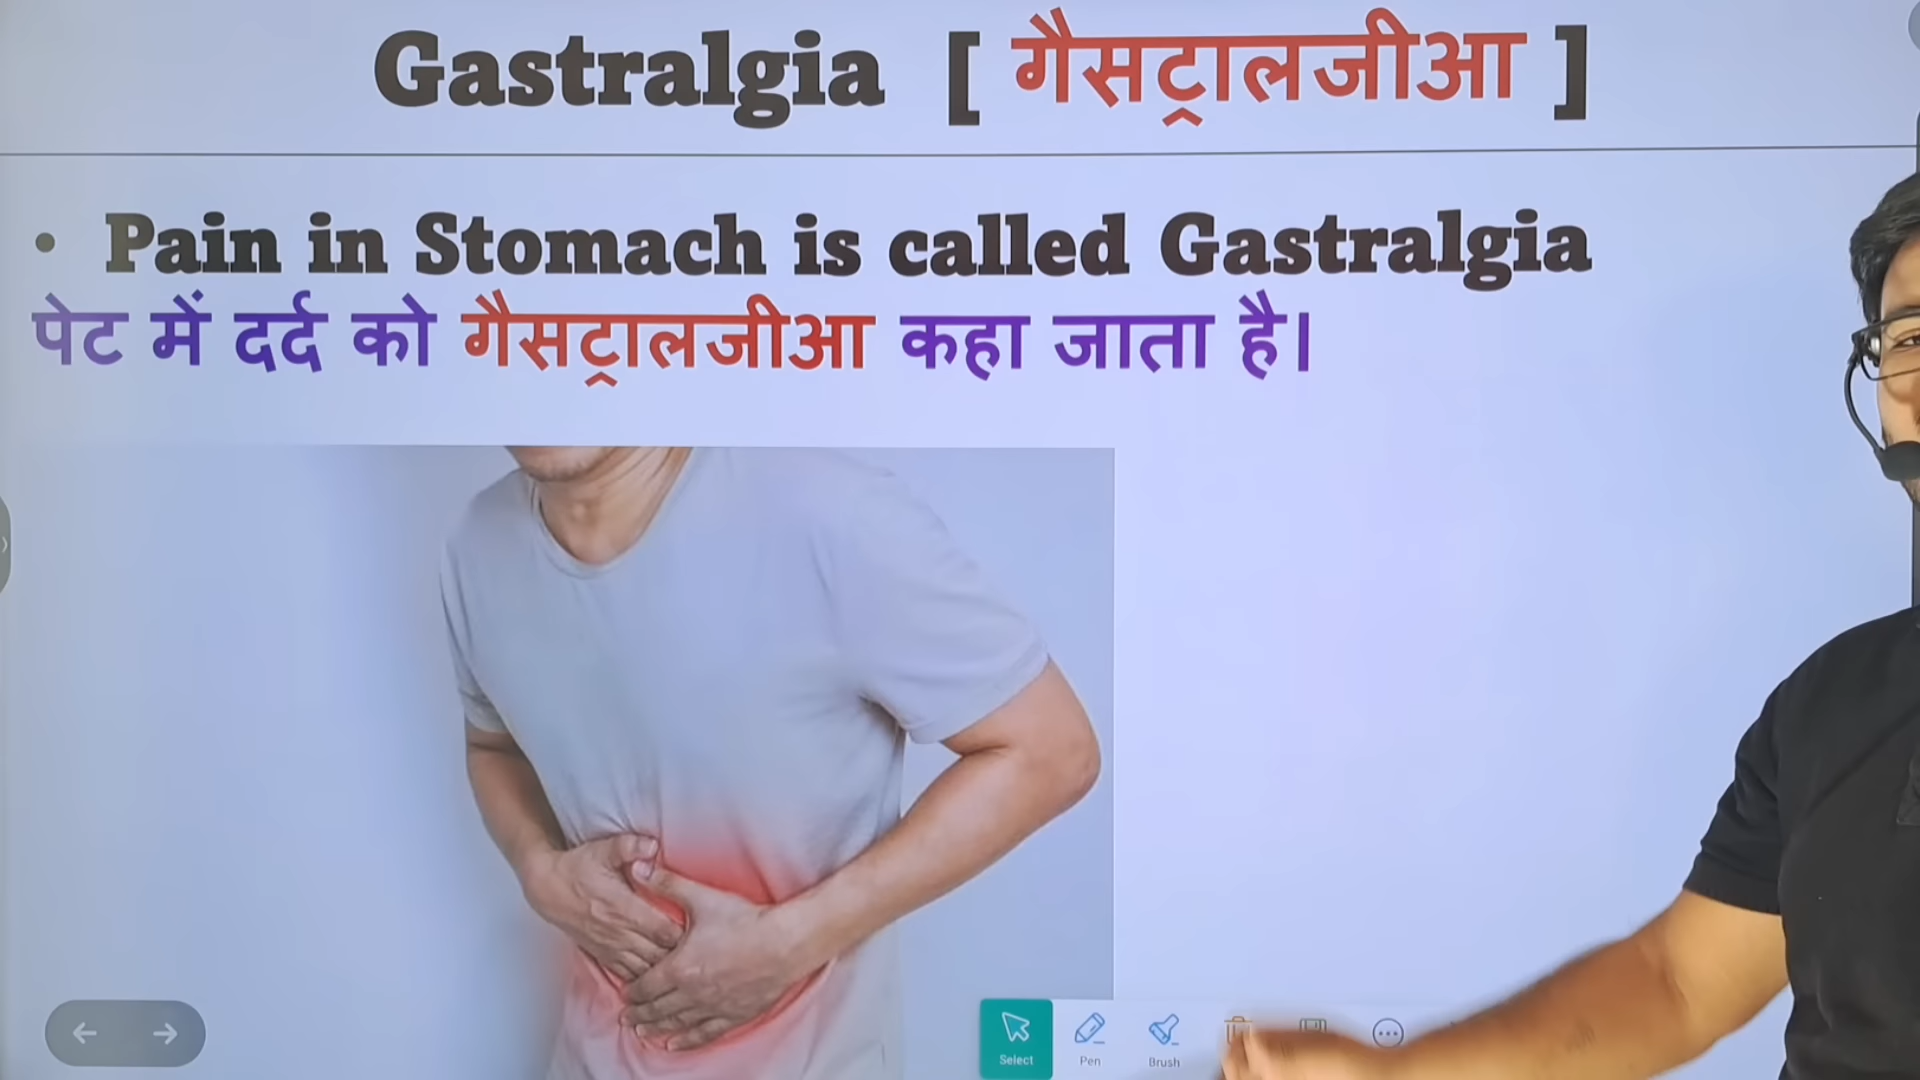 Gastralgia [ गैसट्रालजीआ ]
• Pain in Stomach is called Gastralgia
पेट में दर्द को गैसट्रालजीआ कहा जाता है।
Select
Pen
Brush